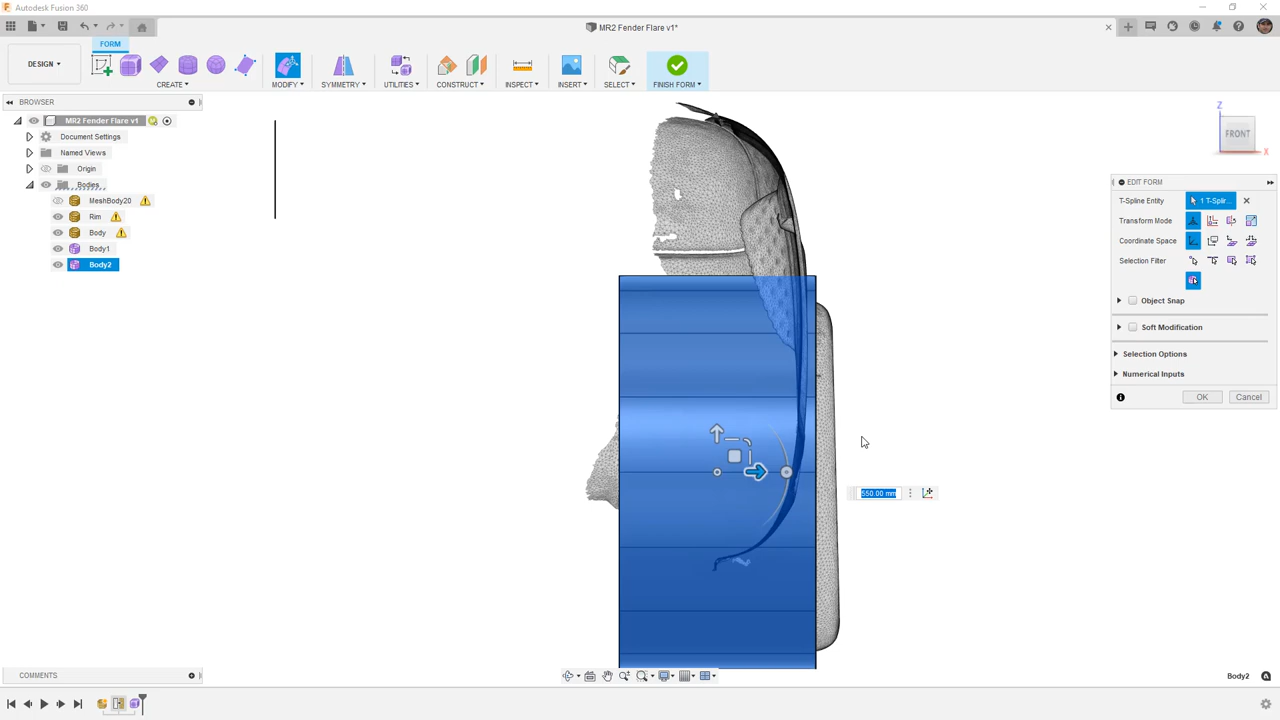 Autodesk Fusion 360
MR2 Fender Flare v1*
FORM
DESIGN
CREATE
MODIFY
SYMMETRY
UTILITIES
CONSTRUCT
INSPECT
INSERT
SELECT
FINISH FORM
BROWSER
MR2 Fender Flare v1
Document Settings
Named Views
Origin
Bodies
MeshBody20
Rim
Body
Body1
Body2
Z
FRONT
X
EDIT FORM
T-Spline Entity
1 T-Splir...
Transform Mode
Coordinate Space
Selection Filter
Object Snap
Soft Modification
Selection Options
Numerical Inputs
OK
Cancel
550.00 mm
COMMENTS
Body2